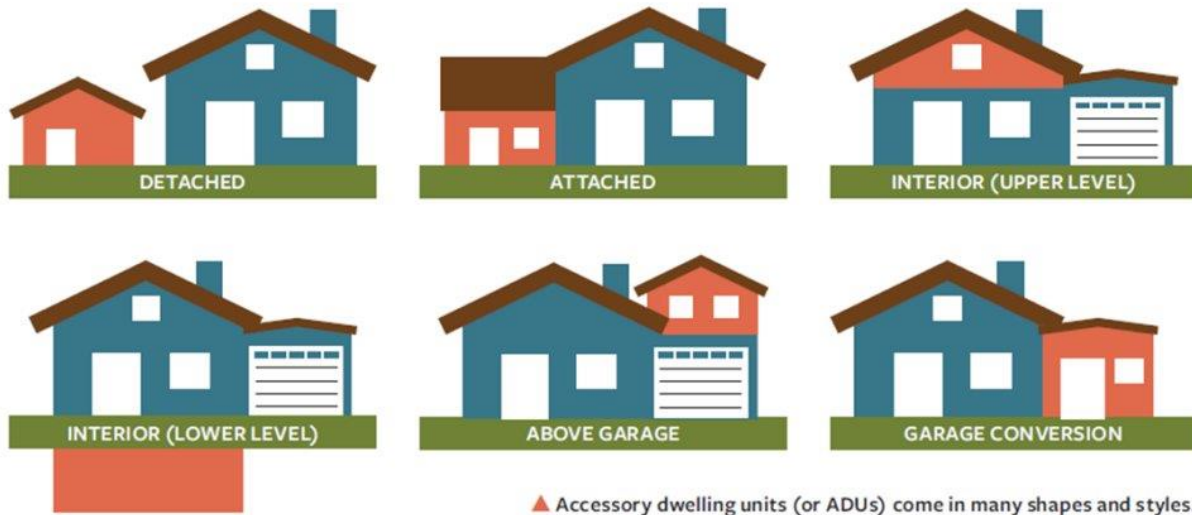 DETACHED
ATTACHED
INTERIOR (UPPER LEVEL)
INTERIOR (LOWER LEVEL)
ABOVE GARAGE
GARAGE CONVERSION
▲ Accessory dwelling units (or ADUs) come in many shapes and styles